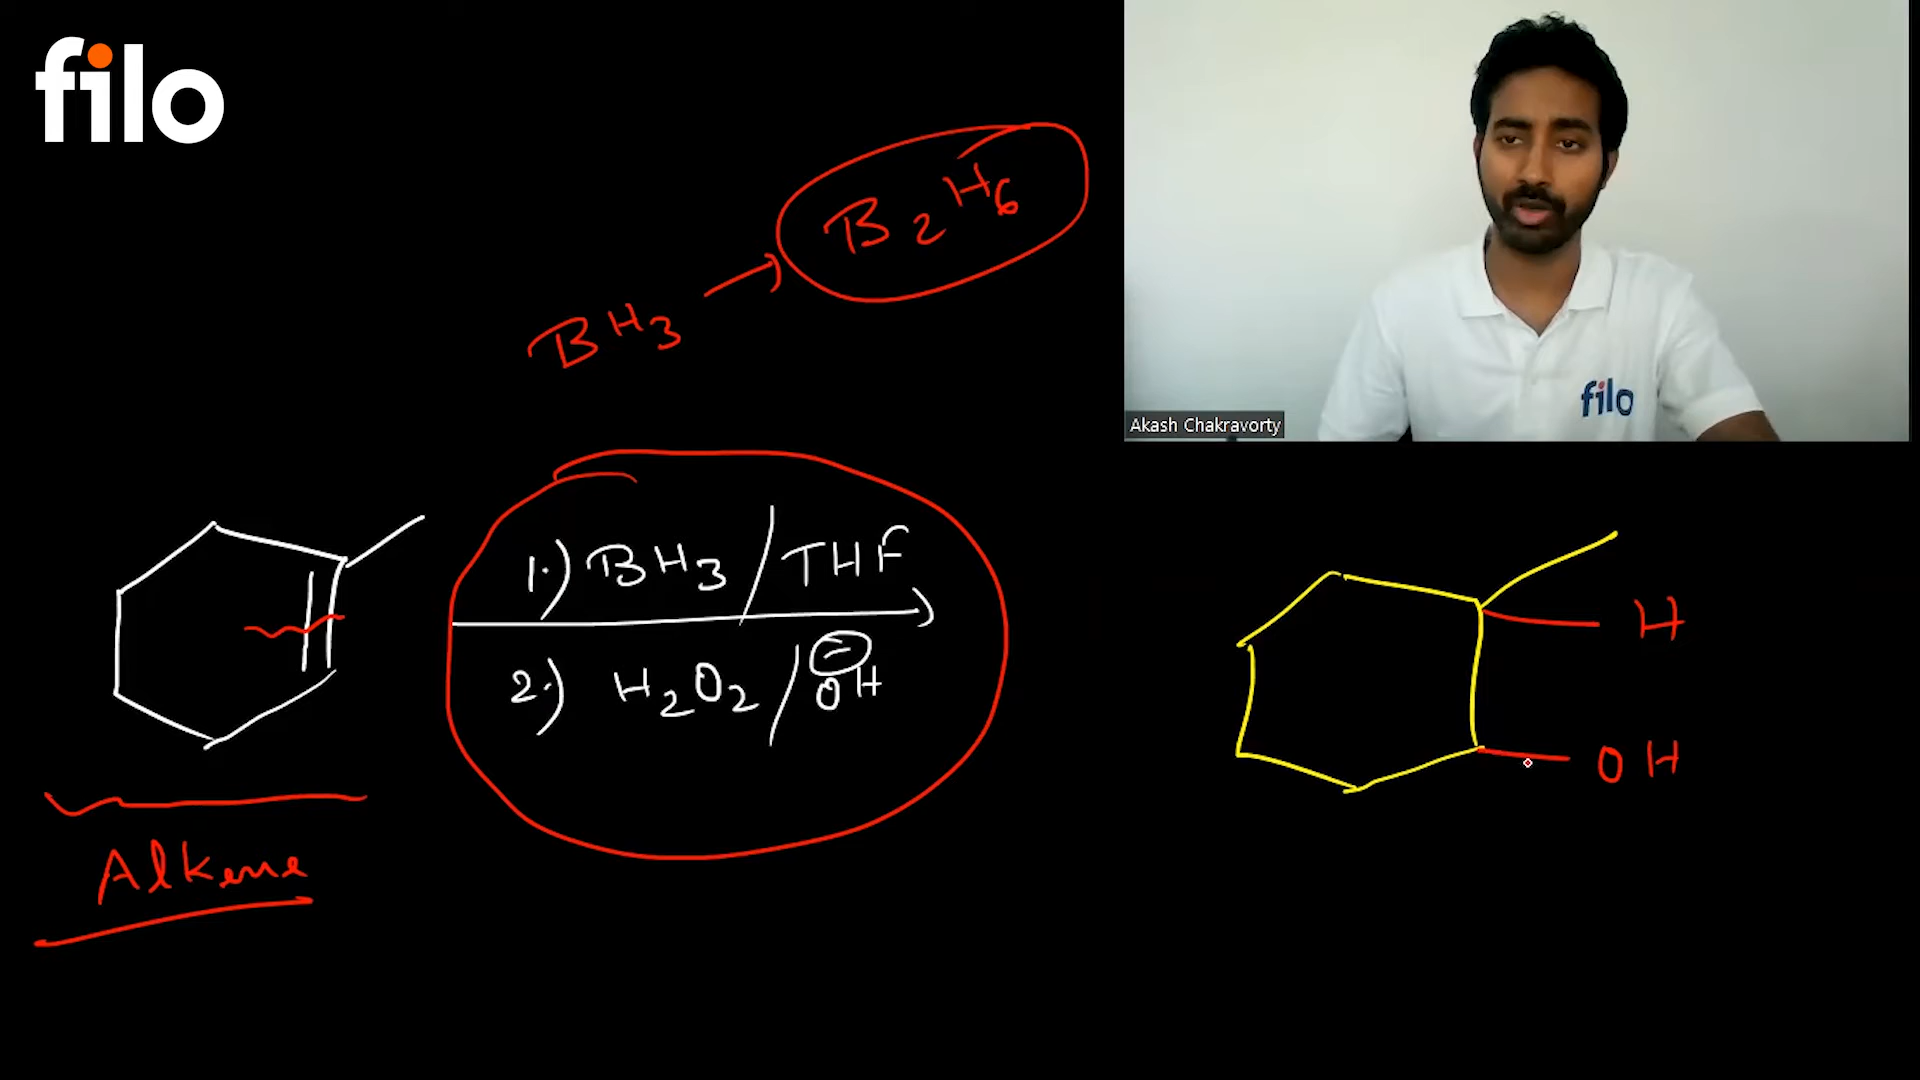 filo
B2H6
BH3
filo
Akash Chakravorty
1.) BH3/THF
2.) H2O2/OH⊖
H
OH
Alkene